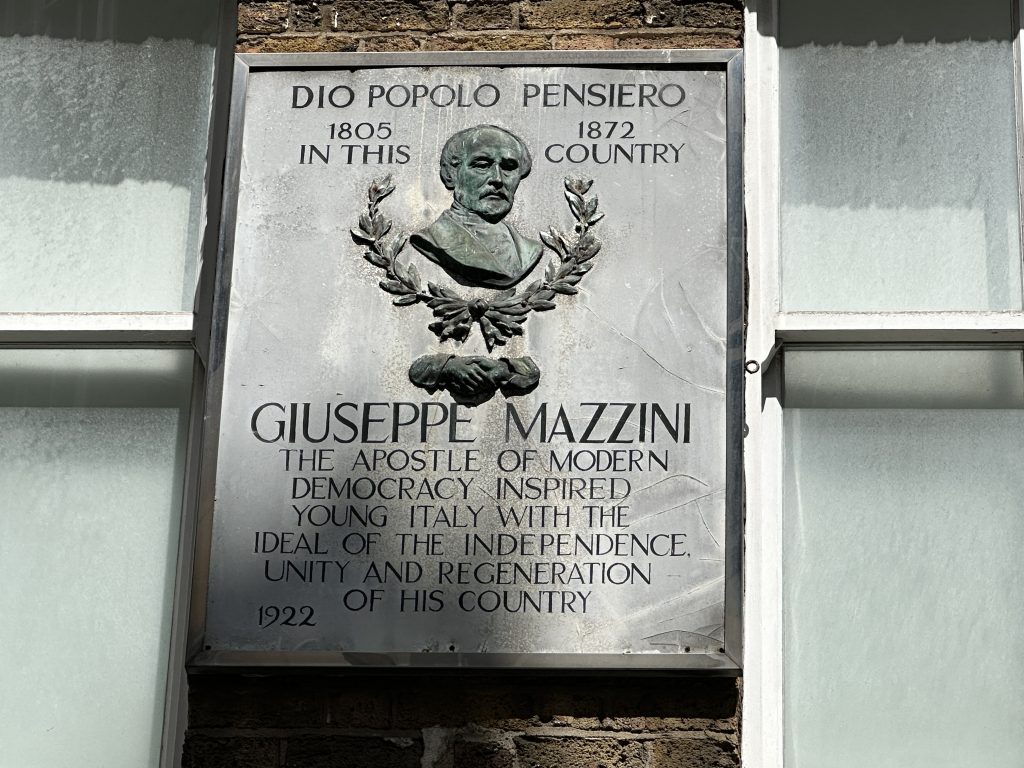 DIO POPOLO PENSIERO
1805 1872
IN THIS COUNTRY
GIUSEPPE MAZZINI
THE APOSTLE OF MODERN
DEMOCRACY INSPIRED
YOUNG ITALY WITH THE
IDEAL OF THE INDEPENDENCE,
UNITY AND REGENERATION
OF HIS COUNTRY
1922